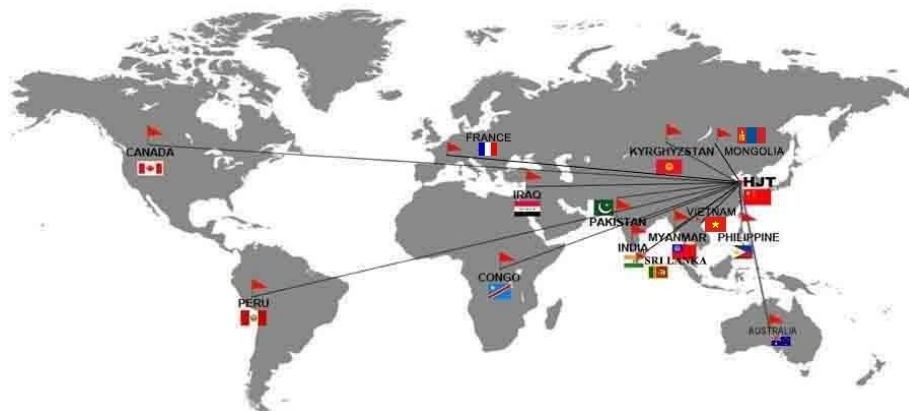 FRANCE
CANADA
KYRGHYZSTAN
MONGOLIA
HJT
IRAQ
PAKISTAN
VIETNAM
MYANMAR
PHILIPPINE
INDIA
SRI LANKA
CONGO
PERU
AUSTRALIA